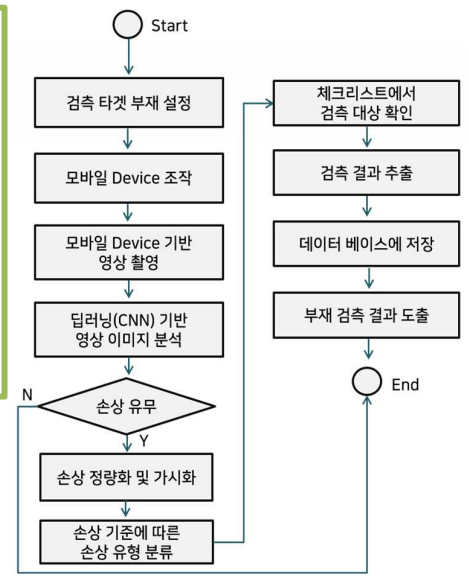 Start
검측 타겟 부재 설정
모바일 Device 조작
모바일 Device 기반
영상 촬영
딥러닝(CNN) 기반
영상 이미지 분석
손상 유무
N
Y
손상 정량화 및 가시화
손상 기준에 따른
손상 유형 분류
체크리스트에서
검측 대상 확인
검측 결과 추출
데이터 베이스에 저장
부재 검측 결과 도출
End